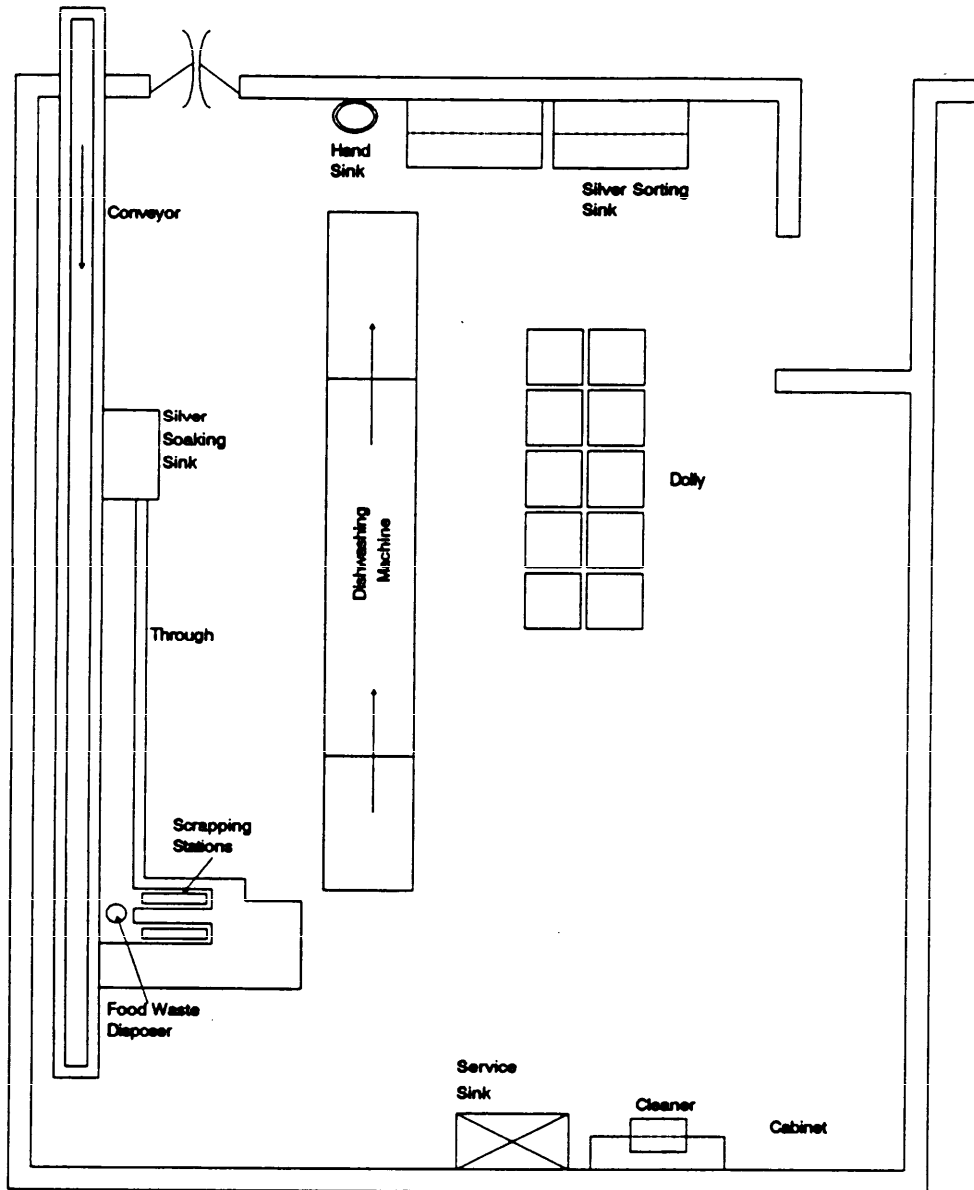 Hand
Sink
Silver Sorting
Sink
Conveyor
Silver
Soaking
Sink
Dolly
Dishwashing
Machine
Through
Scrapping
Stations
Food Waste
Disposer
Service
Sink
Cleaner
Cabinet